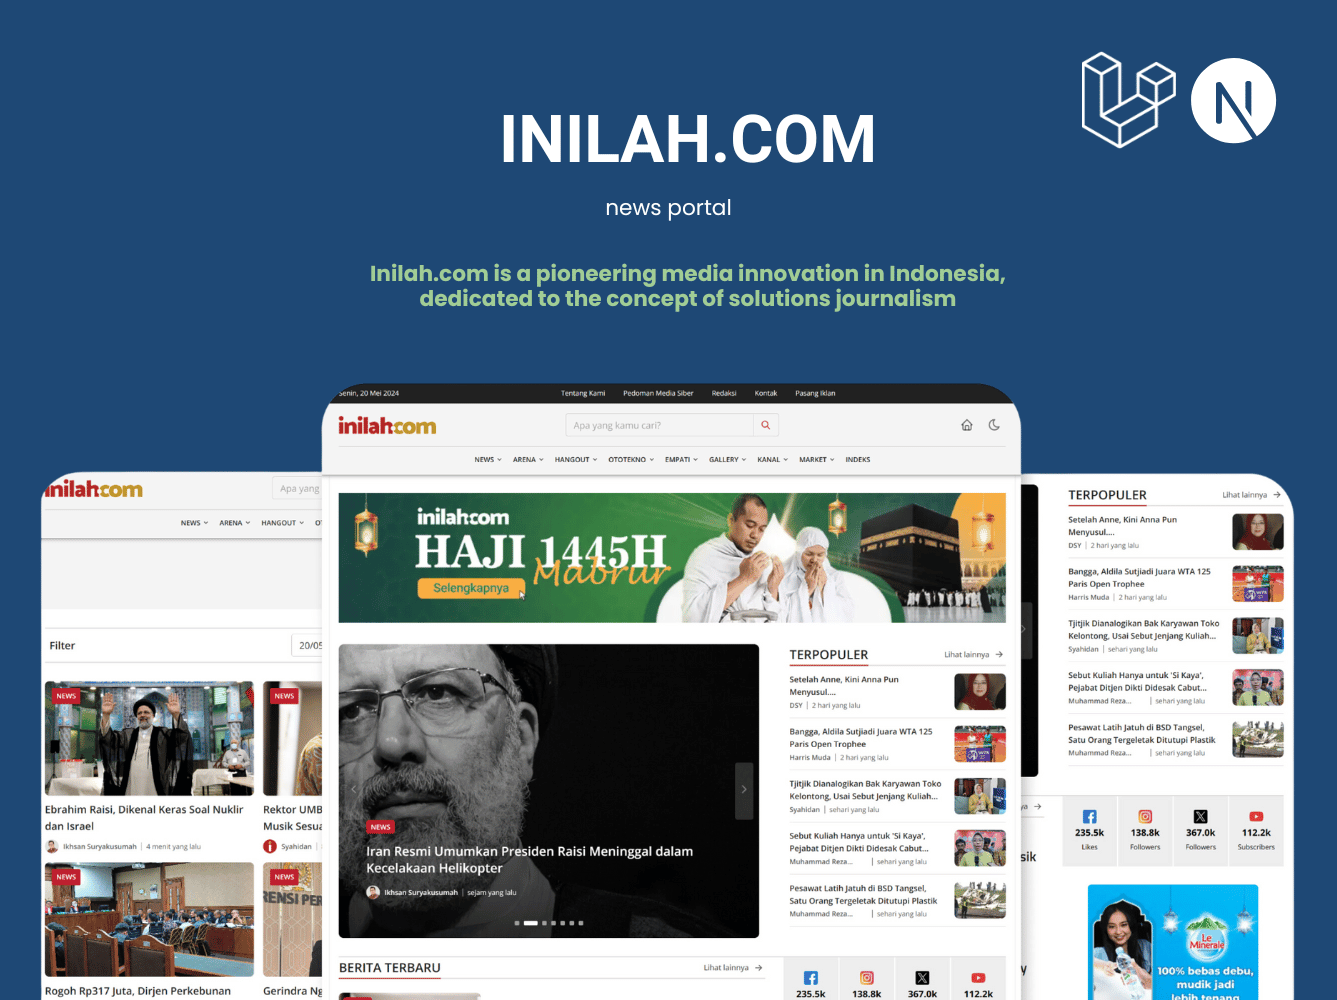 INILAH.COM
news portal
Inilah.com is a pioneering media innovation in Indonesia,
dedicated to the concept of solutions journalism
Senin, 20 Mei 2024
Tentang Kami
Pedoman Media Siber
Redaksi
Kontak
Pasang Iklan
inilah:com
Apa yang kamu cari?
NEWS
ARENA
HANGOUT
OTOTEKNO
EMPATI
GALLERY
KANAL
MARKET
INDEKS
inilah:com
HAJI 1445H
Mabrur
Selengkapnya
NEWS
Iran Resmi Umumkan Presiden Raisi Meninggal dalam
Kecelakaan Helikopter
Ikhsan Suryakusumah | sejam yang lalu
TERPOPULER
Lihat lainnya →
Setelah Anne, Kini Anna Pun
Menyusul....
DSY | 2 hari yang lalu
Bangga, Aldila Sutjiadi Juara WTA 125
Paris Open Trophee
Harris Muda | 2 hari yang lalu
Tjitjik Dianalogikan Bak Karyawan Toko
Kelontong, Usai Sebut Jenjang Kuliah...
Syahidan | sehari yang lalu
Sebut Kuliah Hanya untuk 'Si Kaya',
Pejabat Ditjen Dikti Didesak Cabut...
Muhammad Reza... | sehari yang lalu
Pesawat Latih Jatuh di BSD Tangsel,
Satu Orang Tergeletak Ditutupi Plastik
Muhammad Reza... | sehari yang lalu
BERITA TERBARU
Lihat lainnya →
235.5k
138.8k
367.0k
112.2k
inilah:com
Apa yang
NEWS
ARENA
HANGOUT
Filter
20/05
NEWS
NEWS
Ebrahim Raisi, Dikenal Keras Soal Nuklir
dan Israel
Ikhsan Suryakusumah | 4 menit yang lalu
Rektor UMB
Musik Sesua
Syahidan
NEWS
NEWS
RENSI PER
Rogoh Rp317 Juta, Dirjen Perkebunan
Gerindra Ng
TERPOPULER
Lihat lainnya →
Setelah Anne, Kini Anna Pun
Menyusul....
DSY | 2 hari yang lalu
Bangga, Aldila Sutjiadi Juara WTA 125
Paris Open Trophee
Harris Muda | 2 hari yang lalu
Tjitjik Dianalogikan Bak Karyawan Toko
Kelontong, Usai Sebut Jenjang Kuliah...
Syahidan | sehari yang lalu
Sebut Kuliah Hanya untuk 'Si Kaya',
Pejabat Ditjen Dikti Didesak Cabut...
Muhammad Reza... | sehari yang lalu
Pesawat Latih Jatuh di BSD Tangsel,
Satu Orang Tergeletak Ditutupi Plastik
Muhammad Reza... | sehari yang lalu
ya →
sik
y
235.5k
Likes
138.8k
Followers
367.0k
Followers
112.2k
Subscribers
Le
Minerale
100% bebas debu,
mudik jadi
lebih tenang